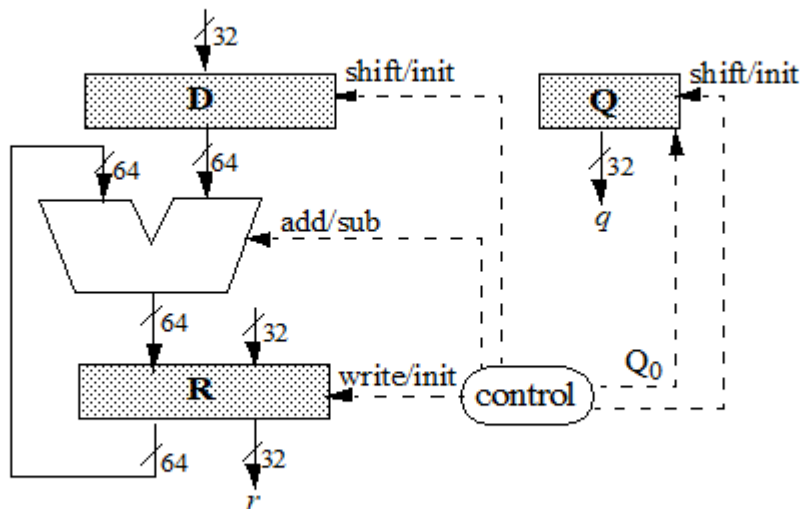 32
shift/init
shift/init
D
Q
64
64
32
q
add/sub
64
32
write/init
Q0
R
control
64
32
r